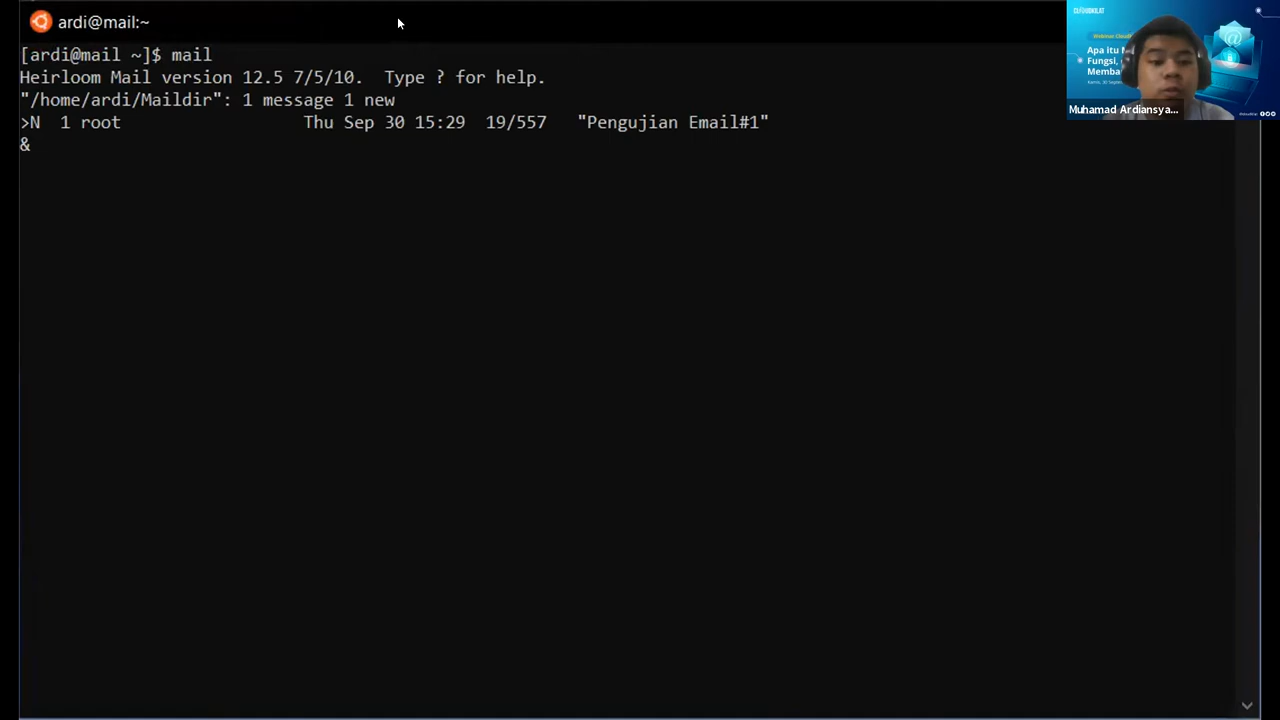 ardi@mail:~
[ardi@mail ~]$ mail
Heirloom Mail version 12.5 7/5/10.  Type ? for help.
"/home/ardi/Maildir": 1 message 1 new
>N  1 root                  Thu Sep 30 15:29  19/557   "Pengujian Email#1"
&
CLOUDKILAT
Apa itu
Fungsi,
Memba
Muhamad Ardiansya...